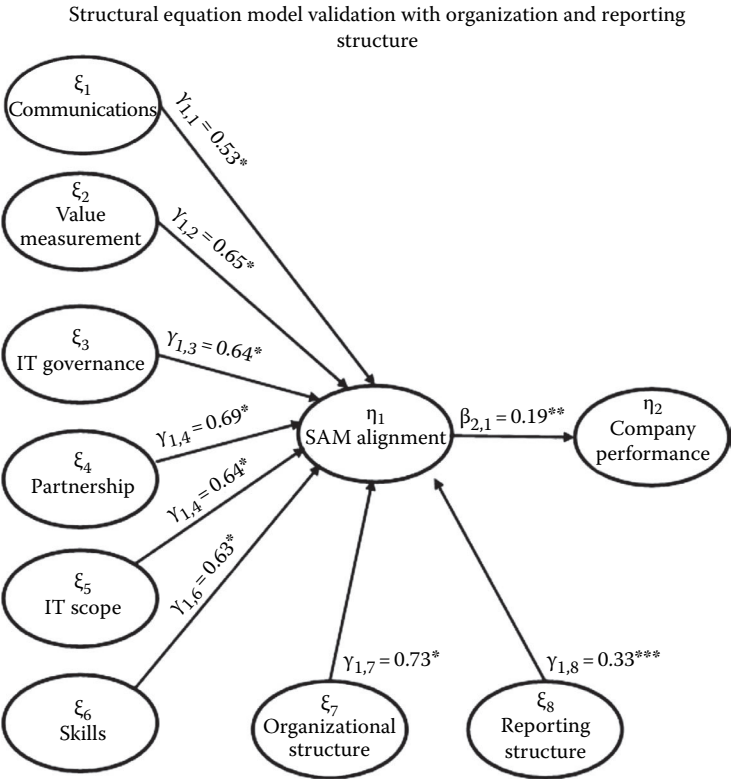 Structural equation model validation with organization and reporting
structure
ξ1
Communications
γ1,1 = 0.53*
ξ2
Value
measurement
γ1,2 = 0.65*
ξ3
IT governance
γ1,3 = 0.64*
ξ4
Partnership
γ1,4 = 0.69*
ξ5
IT scope
γ1,4 = 0.64*
ξ6
Skills
γ1,6 = 0.63*
η1
SAM alignment
β2,1 = 0.19**
η2
Company
performance
γ1,7 = 0.73*
ξ7
Organizational
structure
γ1,8 = 0.33***
ξ8
Reporting
structure